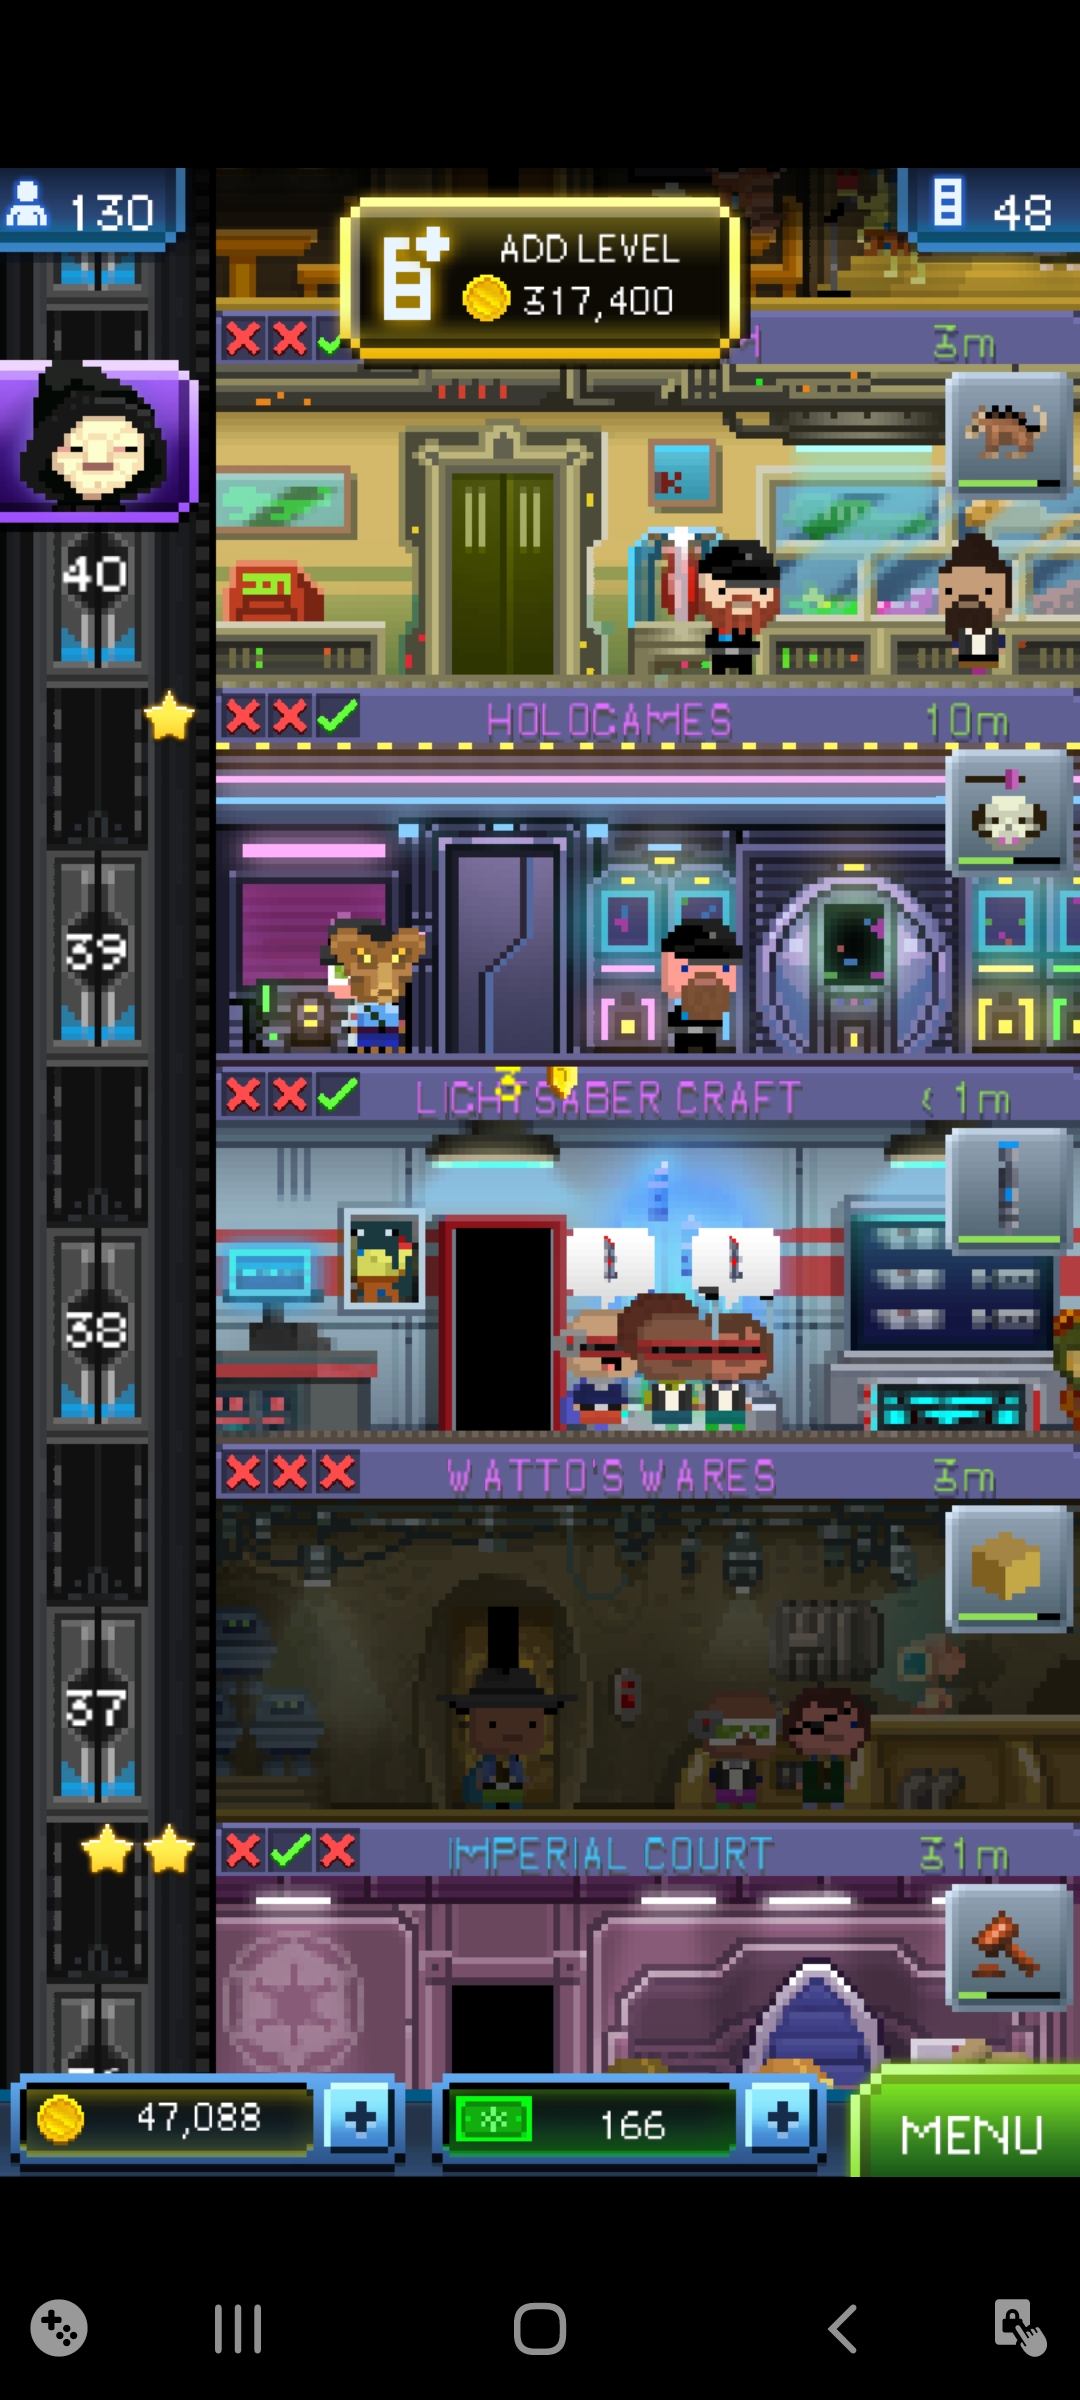 130
ADD LEVEL
317,400
48
3m
40
HOLOGAMES
10m
39
LIGHTSABER CRAFT
< 1m
3
38
WATTO'S WARES
3m
37
IMPERIAL COURT
31m
47,088
+
166
+
MENU